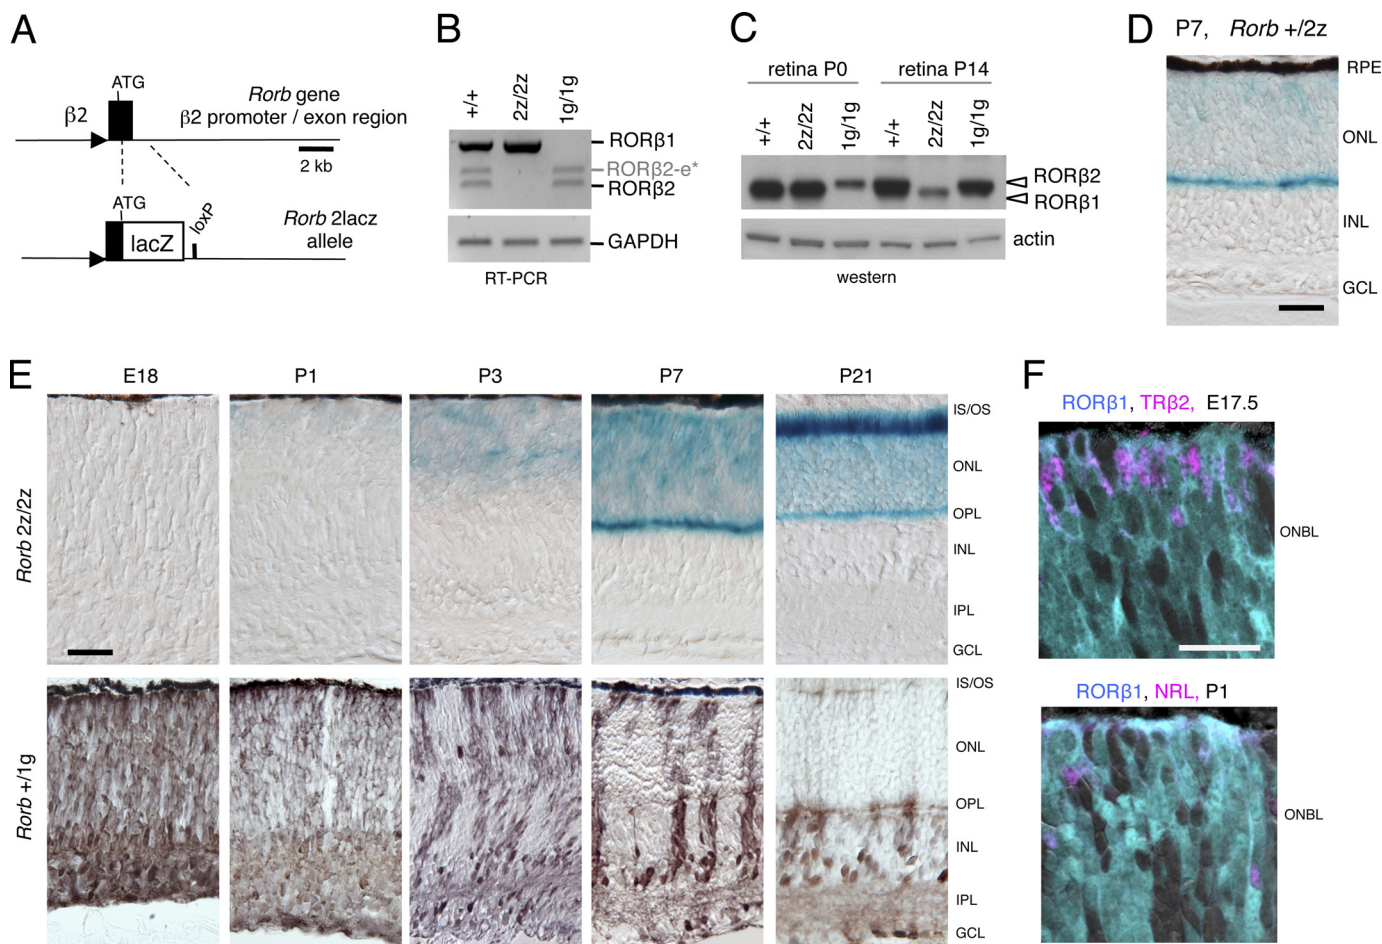 A
ATG
β2
Rorb gene
β2 promoter / exon region
2 kb
ATG
loxP
lacZ
Rorb 2lacz
allele
B
+/+
2z/2z
1g/1g
RORβ1
RORβ2-e*
RORβ2
GAPDH
RT-PCR
C
retina P0
retina P14
+/+
2z/2z
1g/1g
+/+
2z/2z
1g/1g
RORβ2
RORβ1
actin
western
D
P7, Rorb +/2z
RPE
ONL
INL
GCL
E
E18
P1
P3
P7
P21
Rorb 2z/2z
IS/OS
ONL
OPL
INL
IPL
GCL
Rorb +/1g
IS/OS
ONL
OPL
INL
IPL
GCL
F
RORβ1, TRβ2, E17.5
ONBL
RORβ1, NRL, P1
ONBL